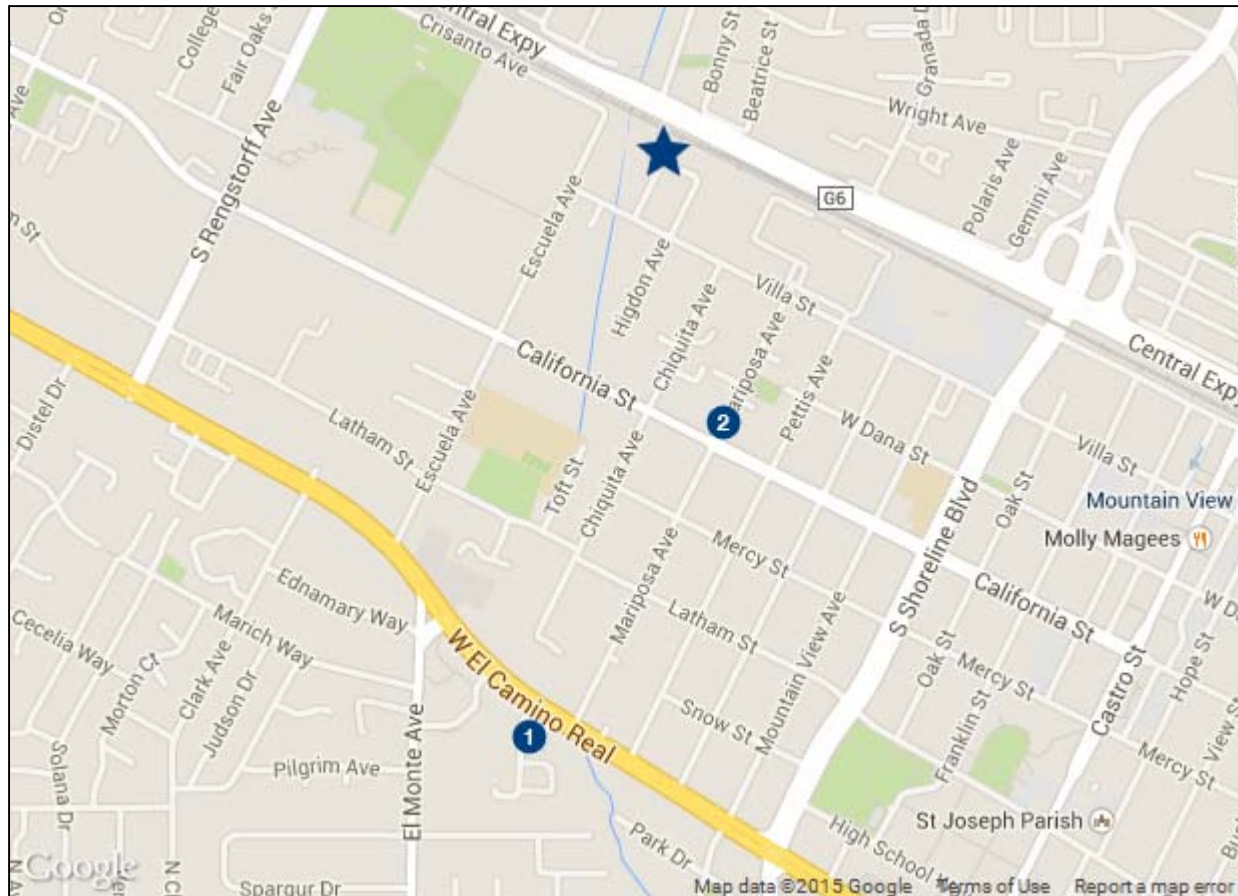 College
Fair Oaks
Central Expy
Crisanto Ave
Bonny St
Beatrice St
Granada D
Wright Ave
Ave
S Rengstorff Ave
Escuela Ave
Polaris Ave
Gemini Ave
G6
m St
Higdon Ave
Villa St
Chiquita Ave
Mariposa Ave
Pettis Ave
Central Expy
California St
Distel Dr
Latham St
Escuela Ave
2
W Dana St
Villa St
Toft St
Chiquita Ave
Oak St
Mountain View
Molly Magees
Mercy St
S Shoreline Blvd
California St
W D
Ednamary Way
Marich Way
Cecelia Way
Mariposa Ave
Latham St
Mountain View Ave
Oak St
Mercy St
Hope St
Castro St
Morton Ct
Clark Ave
Judson Dr
W El Camino Real
1
Snow St
Franklin St
View St
Mercy St
Solana Dr
Pilgrim Ave
El Monte Ave
St Joseph Parish
Park Dr
High School
Bus
Google
N A
N C
Spargur Dr
Map data ©2015 Google
Terms of Use
Report a map error